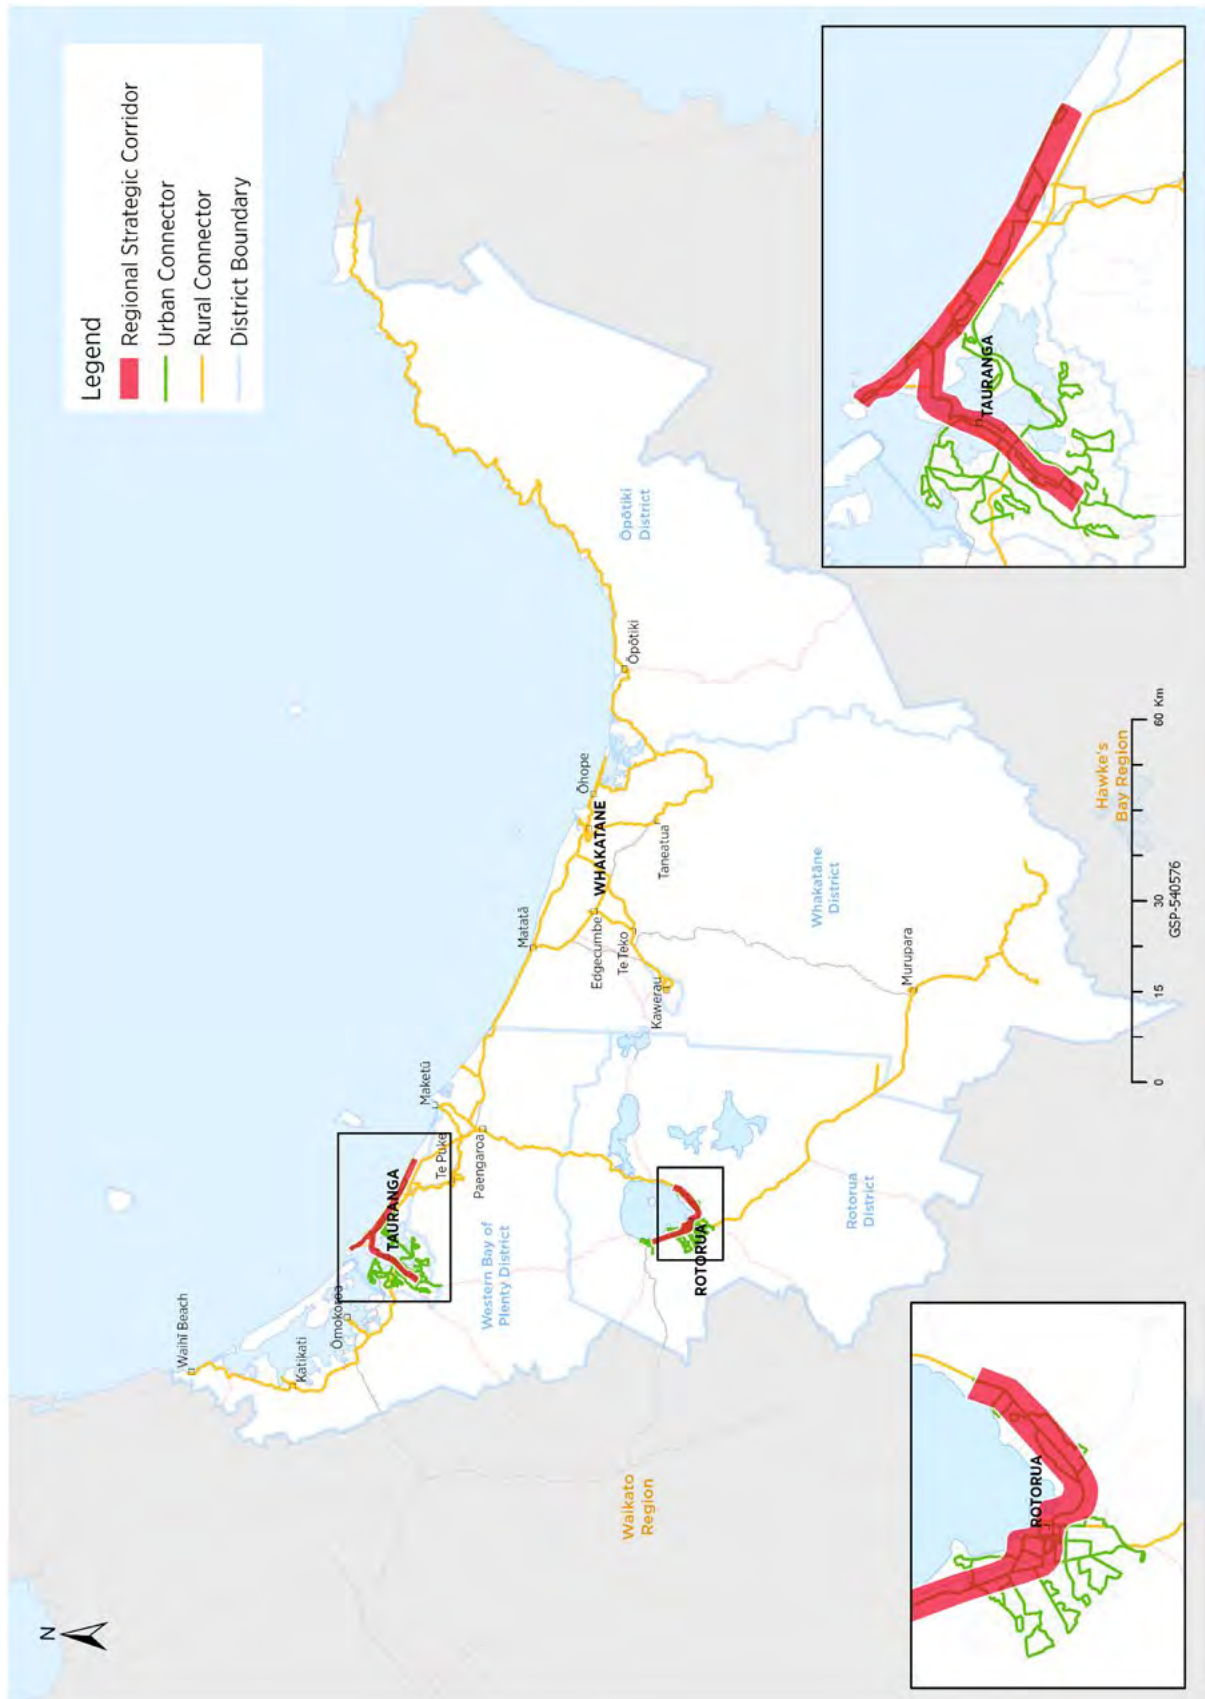 N
Legend
Regional Strategic Corridor
Urban Connector
Rural Connector
District Boundary
Waihī Beach
Katikati
Ōmokoroa
TAURANGA
Te Puke
Maketū
Paengaroa
Western Bay of
Plenty District
Matatā
Edgecumbe
Te Teko
Kawerau
WHAKATANE
Ōhope
Taneatua
Ōpōtiki
Ōpōtiki
District
Whakatāne
District
Murupara
ROTORUA
Rotorua
District
Waikato
Region
Hawke's
Bay Region
0
15
30
60 Km
GSP-540576
ROTORUA
TAURANGA